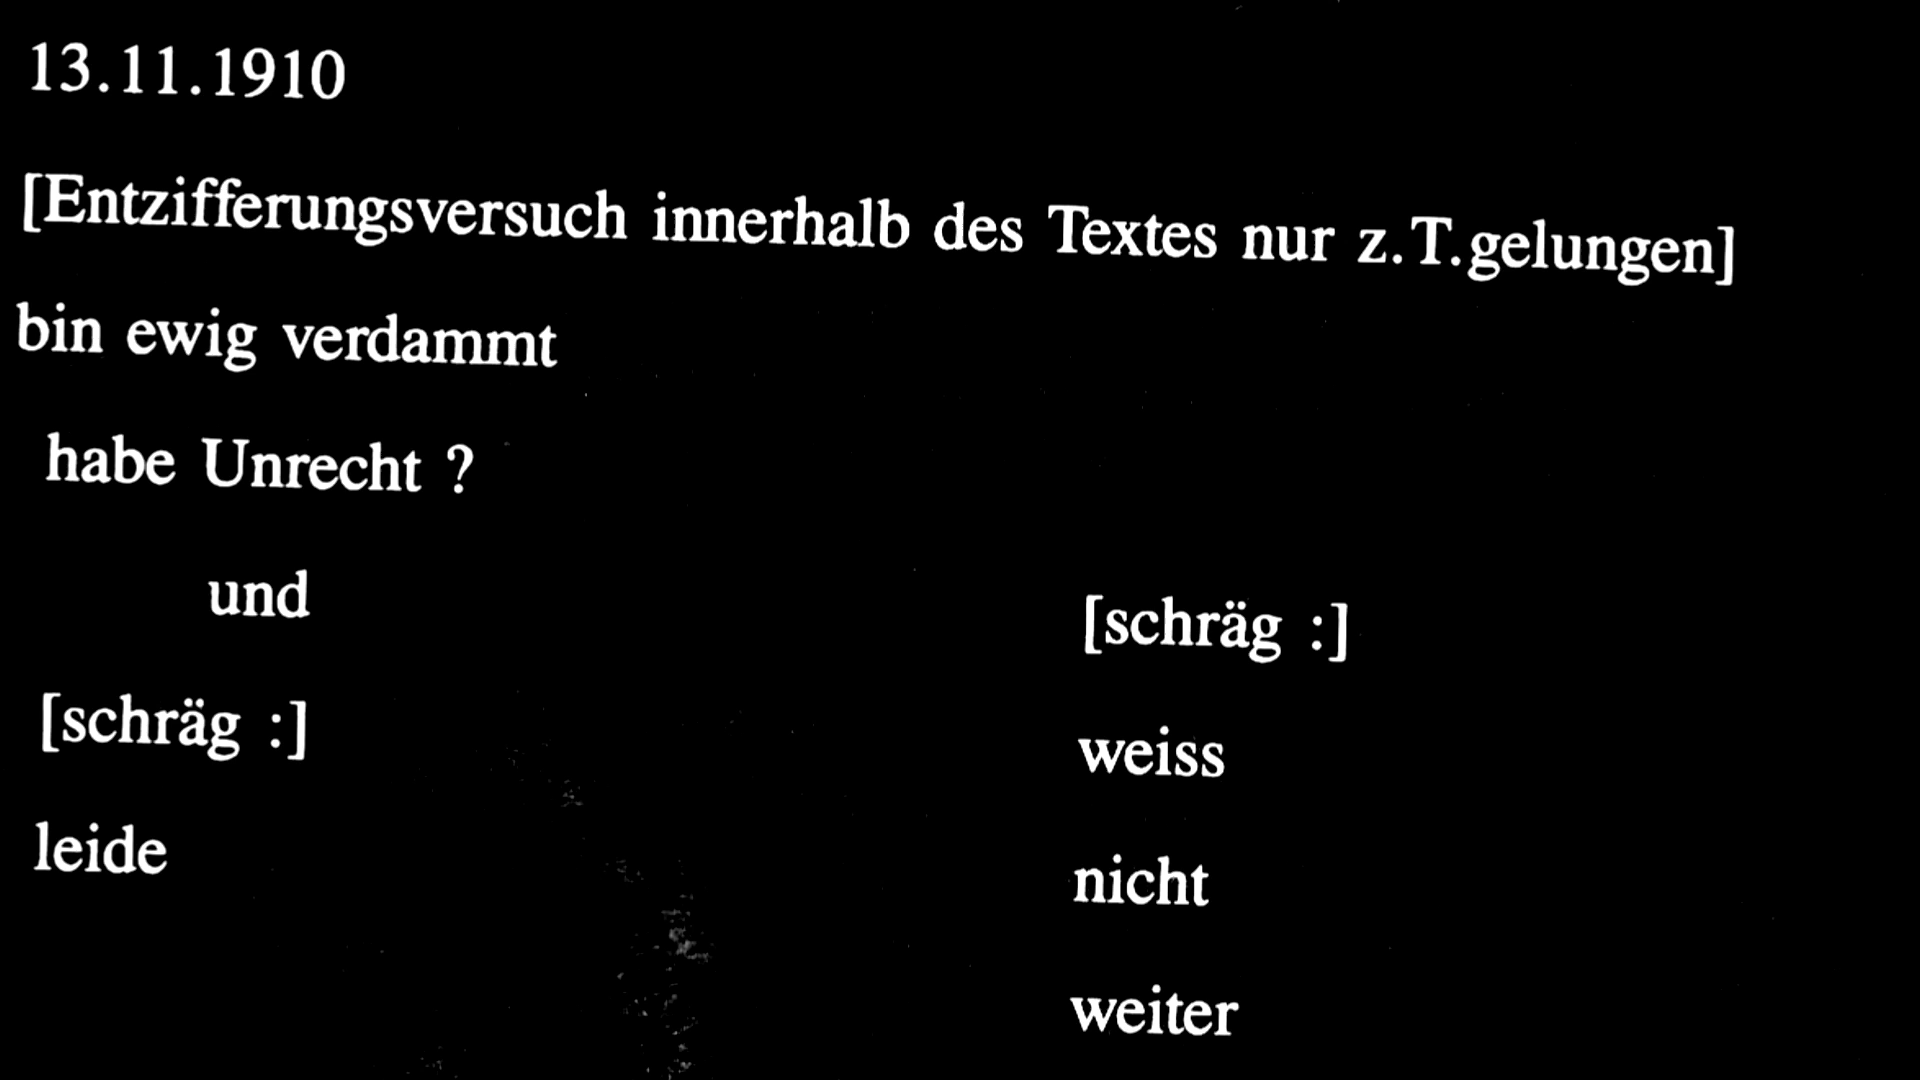 13.11.1910
[Entzifferungsversuch innerhalb des Textes nur z.T.gelungen]
bin ewig verdammt
habe Unrecht ?
und
[schräg :]
leide
[schräg :]
weiss
nicht
weiter